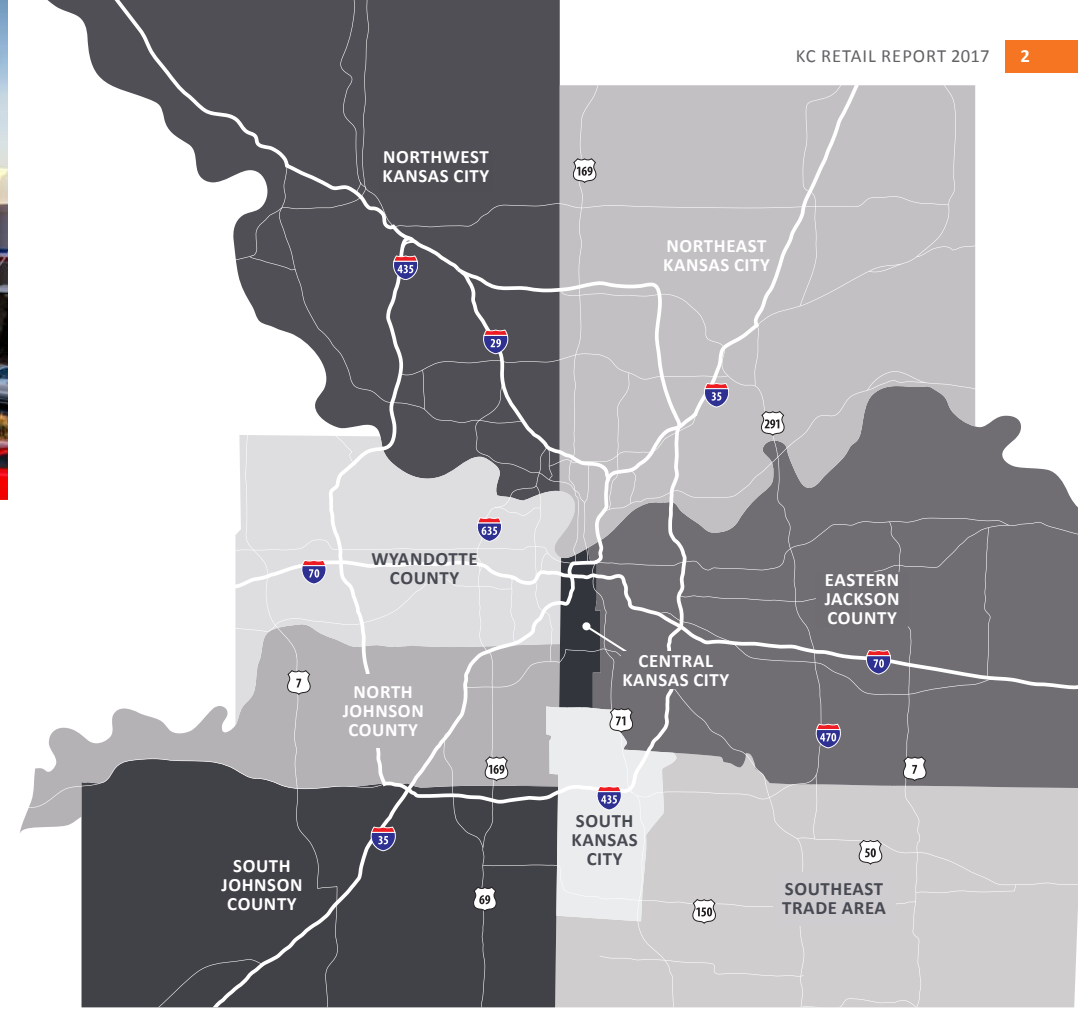 KC RETAIL REPORT 2017 2
NORTHWEST
KANSAS CITY
169
NORTHEAST
KANSAS CITY
435
29
35
291
635
WYANDOTTE
COUNTY
70
EASTERN
JACKSON
COUNTY
CENTRAL
KANSAS CITY
70
7
NORTH
JOHNSON
COUNTY
71
470
169
7
435
SOUTH
KANSAS
CITY
35
50
SOUTH
JOHNSON
COUNTY
SOUTHEAST
TRADE AREA
69
150